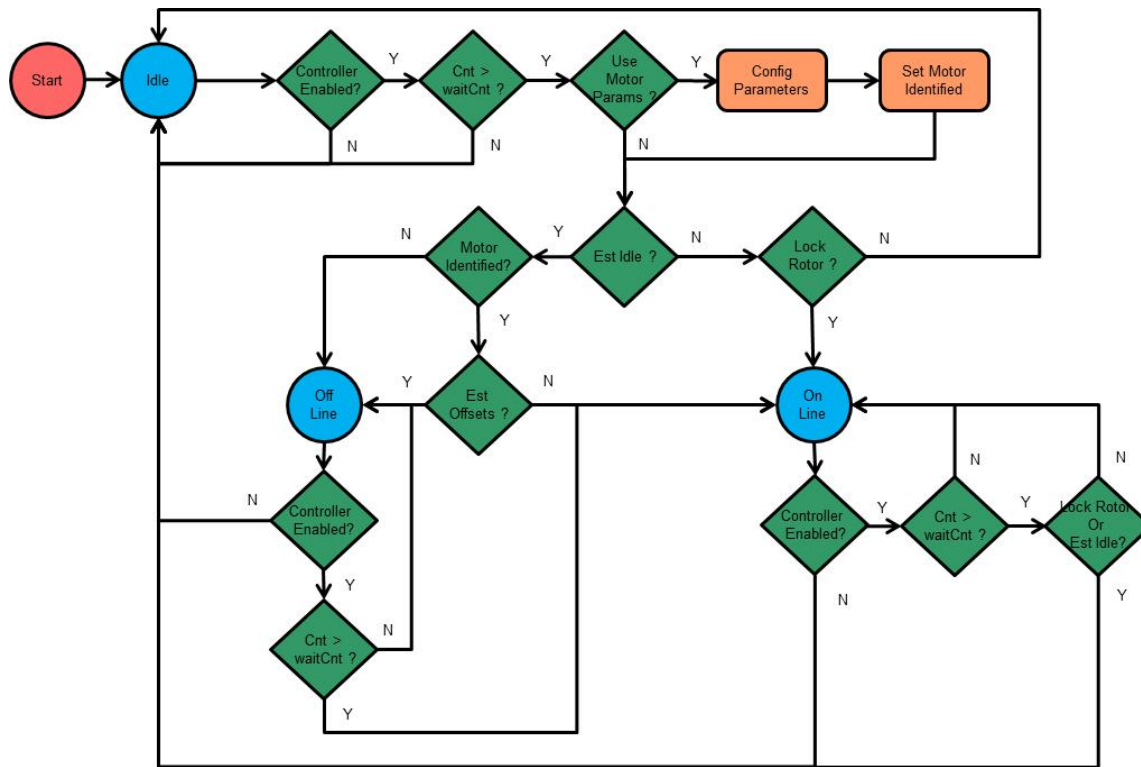 Start
Idle
Controller
Enabled?
Y
Cnt >
waitCnt ?
Y
Use
Motor
Params ?
Y
Config
Parameters
Set Motor
Identified
N
N
N
N
Motor
Identified?
Y
Est Idle ?
N
Lock
Rotor ?
N
Y
Y
Off
Line
Y
Est
Offsets ?
N
On
Line
N
Controller
Enabled?
Y
Cnt >
waitCnt ?
N
Y
Controller
Enabled?
Y
N
Cnt >
waitCnt ?
N
Y
Lock Rotor
Or
Est Idle?
N
Y